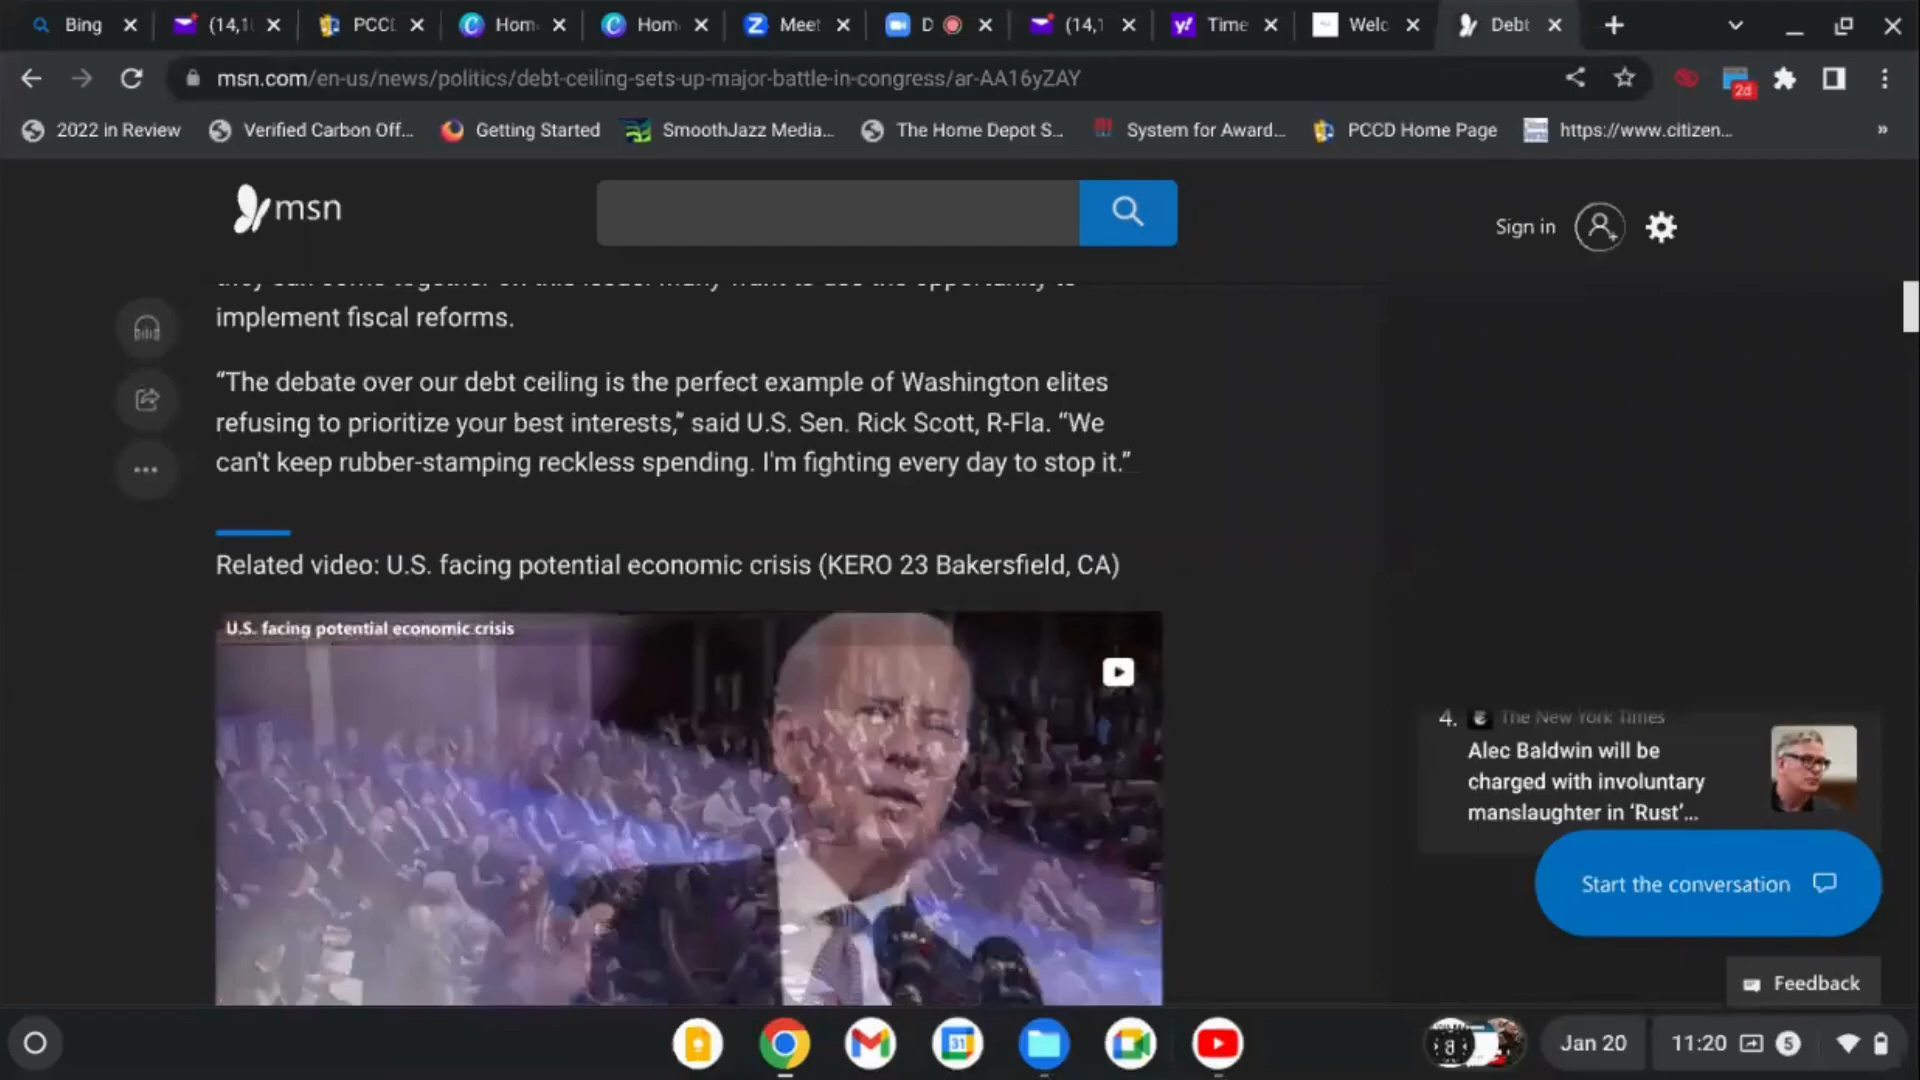 Bing
(14,1
PCCD
Hom
Hom
Meet
D
(14,1
Time
Welc
Debt
msn.com/en-us/news/politics/debt-ceiling-sets-up-major-battle-in-congress/ar-AA16yZAY
2d
2022 in Review
Verified Carbon Off...
Getting Started
SmoothJazz Media...
The Home Depot S...
System for Award...
PCCD Home Page
https://www.citizen...
»
msn
Sign in
implement fiscal reforms.
“The debate over our debt ceiling is the perfect example of Washington elites
refusing to prioritize your best interests,” said U.S. Sen. Rick Scott, R-Fla. “We
can't keep rubber-stamping reckless spending. I'm fighting every day to stop it.”
Related video: U.S. facing potential economic crisis (KERO 23 Bakersfield, CA)
U.S. facing potential economic crisis
4. The New York Times
Alec Baldwin will be
charged with involuntary
manslaughter in ‘Rust’...
Start the conversation
Feedback
31
Jan 20
11:20
5